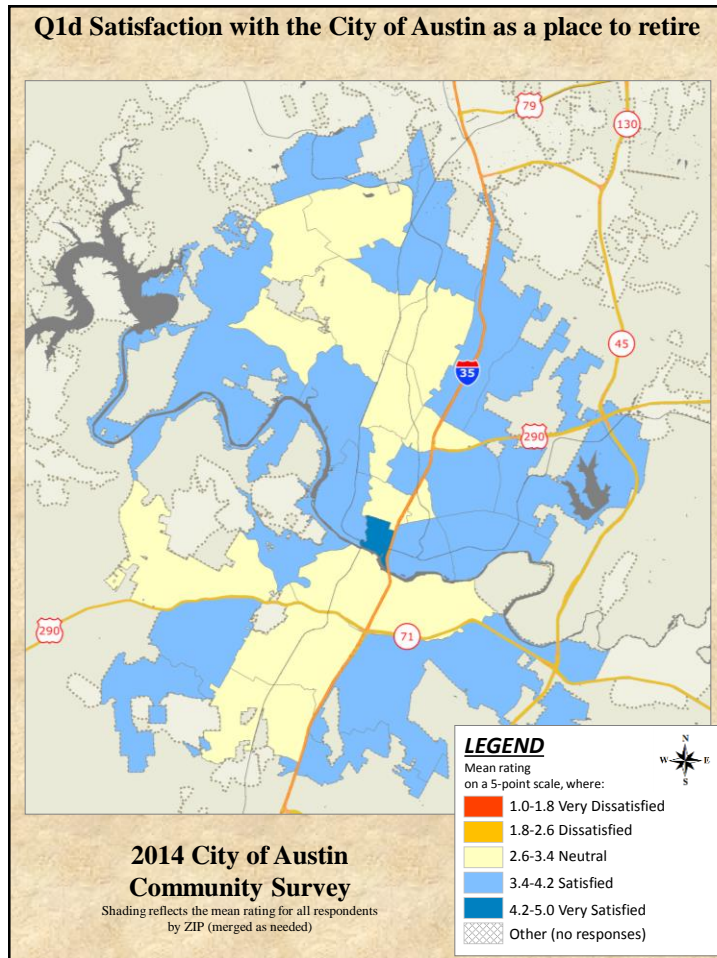 Q1d Satisfaction with the City of Austin as a place to retire
79
130
45
35
290
290
71
LEGEND
Mean rating
on a 5-point scale, where:
N
W E
S
1.0-1.8 Very Dissatisfied
1.8-2.6 Dissatisfied
2.6-3.4 Neutral
3.4-4.2 Satisfied
4.2-5.0 Very Satisfied
Other (no responses)
2014 City of Austin
Community Survey
Shading reflects the mean rating for all respondents
by ZIP (merged as needed)